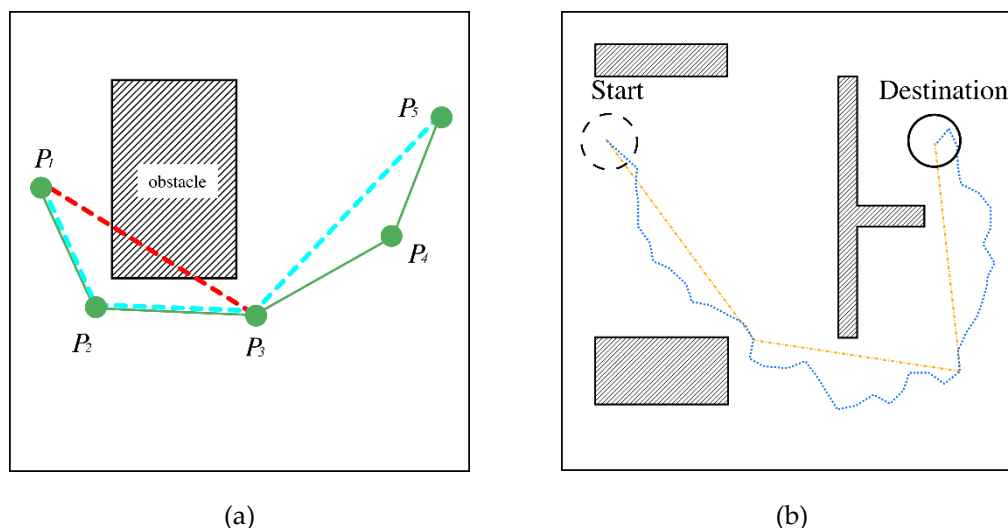 P5
P1
obstacle
P4
P2
P3
(a)
Start
Destination
(b)